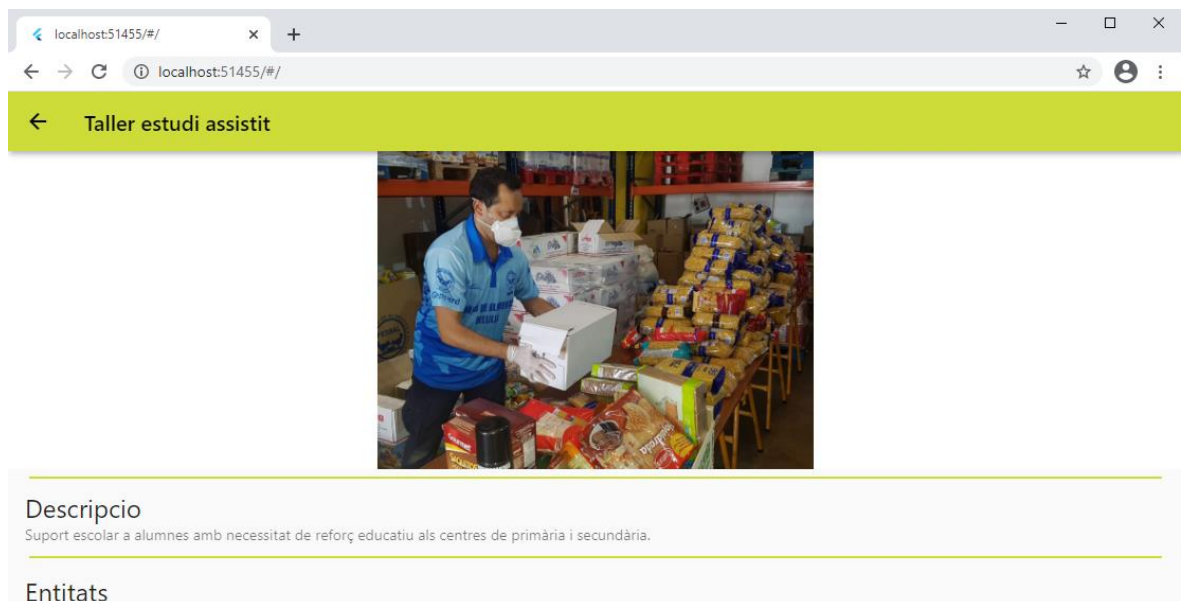 localhost:51455/#/
localhost:51455/#/
Taller estudi assistit
Descripcio
Suport escolar a alumnes amb necessitat de reforç educatiu als centres de primària i secundària.
Entitats